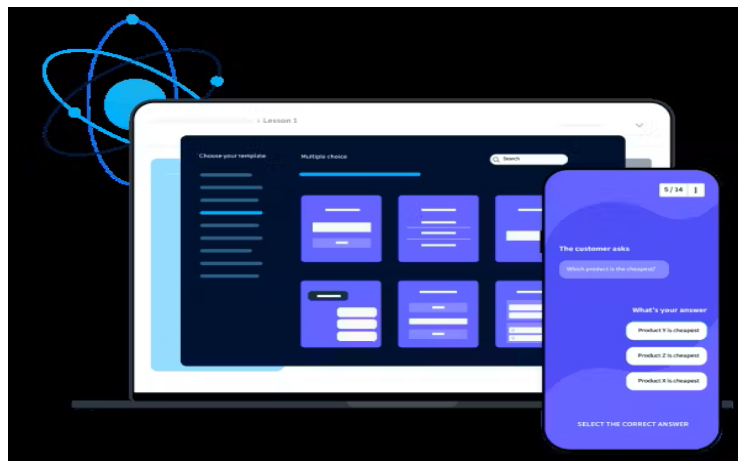 › Lesson 1
Choose your template
Multiple choice
Search
5 / 14
The customer asks
Which product is the cheapest?
What's your answer
Product Y is cheapest
Product Z is cheapest
Product X is cheapest
SELECT THE CORRECT ANSWER